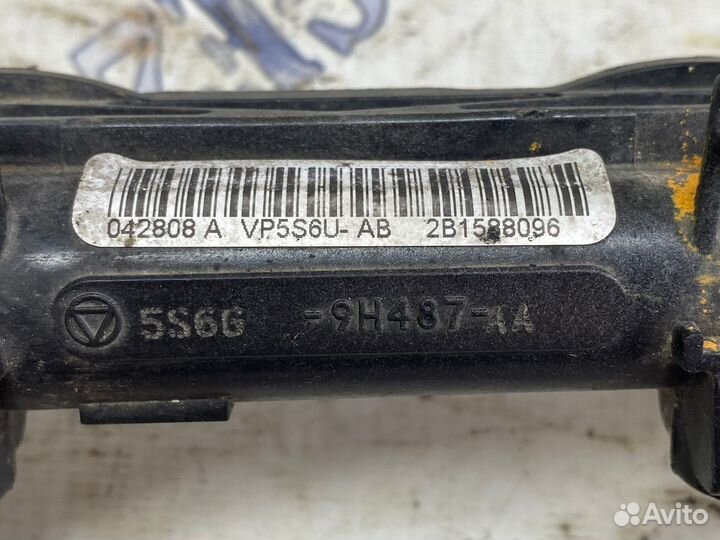 042808 A VP5S6U- AB 2B1588096
5S6G -9H487-AA
Avito